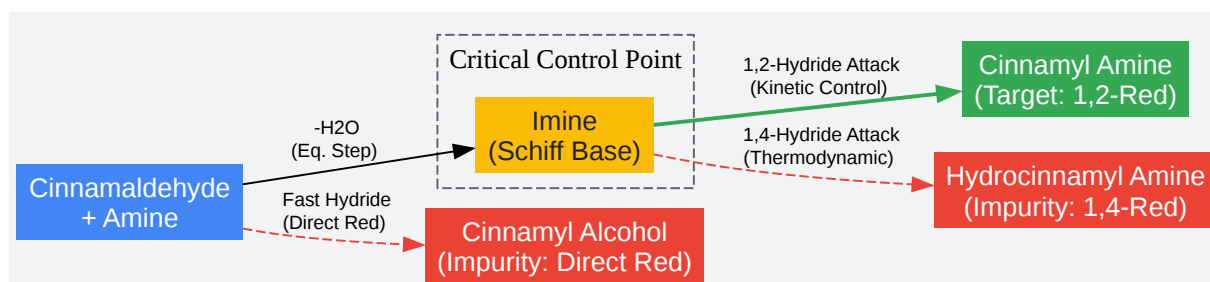 Critical Control Point
Imine
(Schiff Base)
-H2O
(Eq. Step)
Cinnamaldehyde
+ Amine
Fast Hydride
(Direct Red)
Cinnamyl Alcohol
(Impurity: Direct Red)
1,2-Hydride Attack
(Kinetic Control)
Cinnamyl Amine
(Target: 1,2-Red)
1,4-Hydride Attack
(Thermodynamic)
Hydrocinnamyl Amine
(Impurity: 1,4-Red)